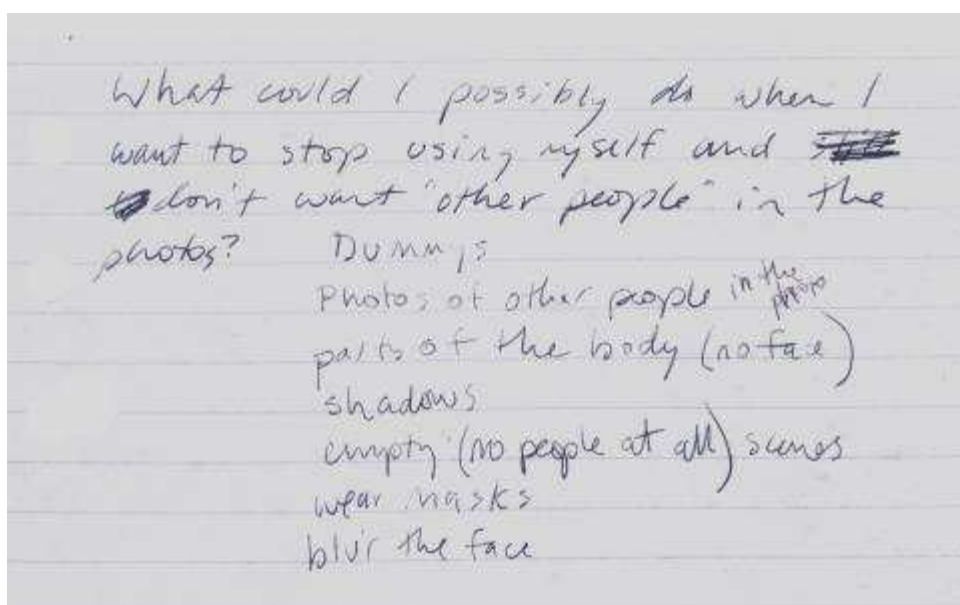 What could I possibly do when I
want to stop using myself and
don't want "other people" in the
photos?  Dummys
Photos of other people in the photo
parts of the body (no face)
shadows
empty (no people at all) scenes
wear masks
blur the face